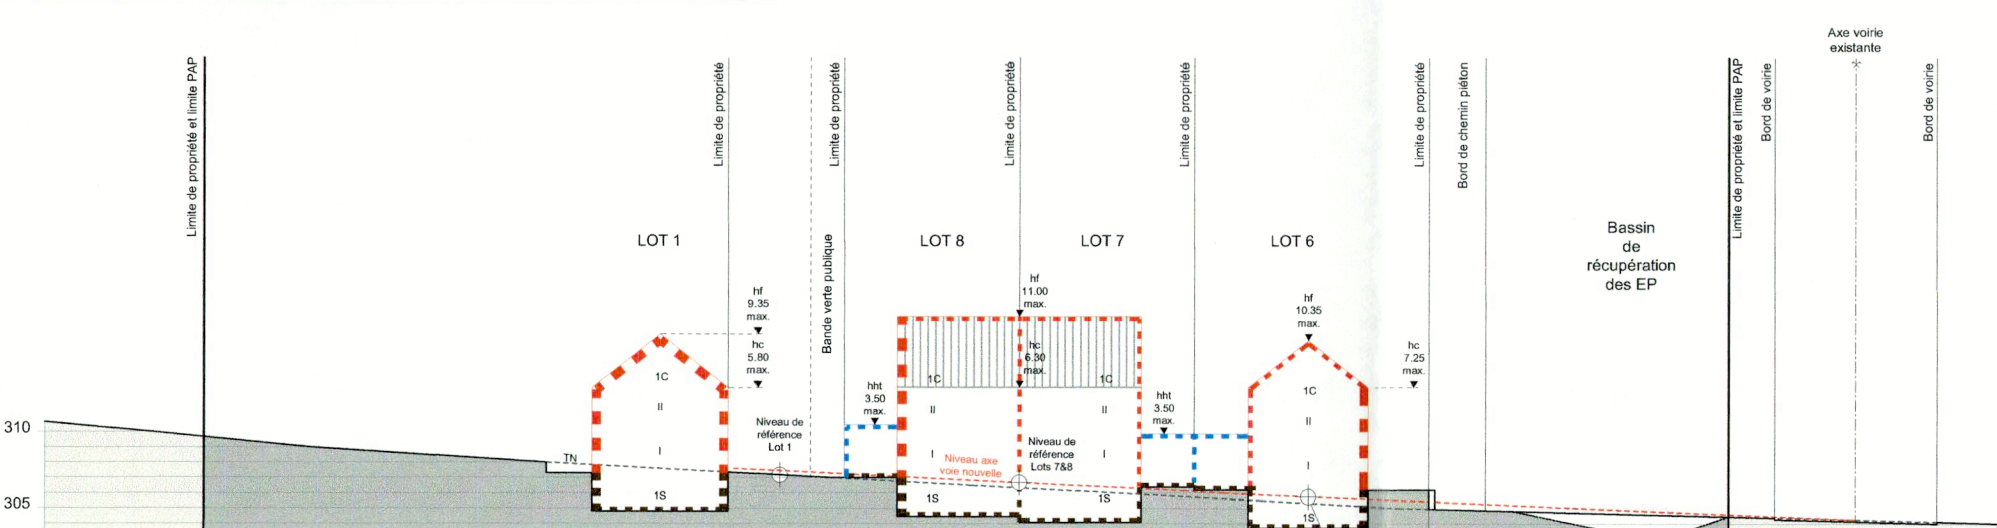 Axe voirie
existante
Limite de propriété et limite PAP
Limite de propriété
Bande verte publique
Limite de propriété
Limite de propriété
Limite de propriété
Limite de propriété
Bord de chemin piéton
Limite de propriété et limite PAP
Bord de voirie
Bord de voirie
LOT 1
LOT 8
LOT 7
LOT 6
Bassin
de
récupération
des EP
hf
9.35
max.
hc
5.80
max.
hf
11.00
max.
hc
6.30
max.
hf
10.35
max.
hc
7.25
max.
hht
3.50
max.
hht
3.50
max.
1C
II
I
1S
1C
II
I
1S
1C
II
I
1S
1C
II
I
1S
Niveau de
référence
Lot 1
Niveau axe
voie nouvelle
Niveau de
référence
Lots 7&8
TN
310
305